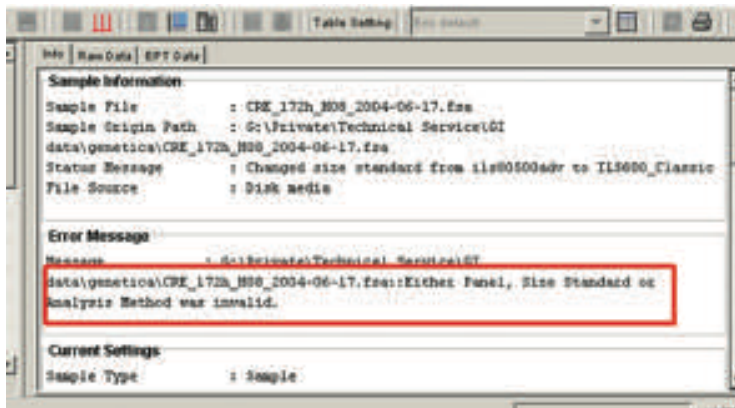 Table Setting
Info Raw Data EPT Data
Sample Information
Sample File : CRE_172h_H08_2004-06-17.fsa
Sample Origin Path : G:\Private\Technical Service\GI
data\genetica\CRE_172h_H08_2004-06-17.fsa
Status Message : Changed size standard from ils00500adv to ILS600_Classic
File Source : Disk media
Error Message
Message : G:\Private\Technical Service\GI
data\genetica\CRE_172h_H08_2004-06-17.fsa::Either Panel, Size Standard or
Analysis Method was invalid.
Current Settings
Sample Type : Sample